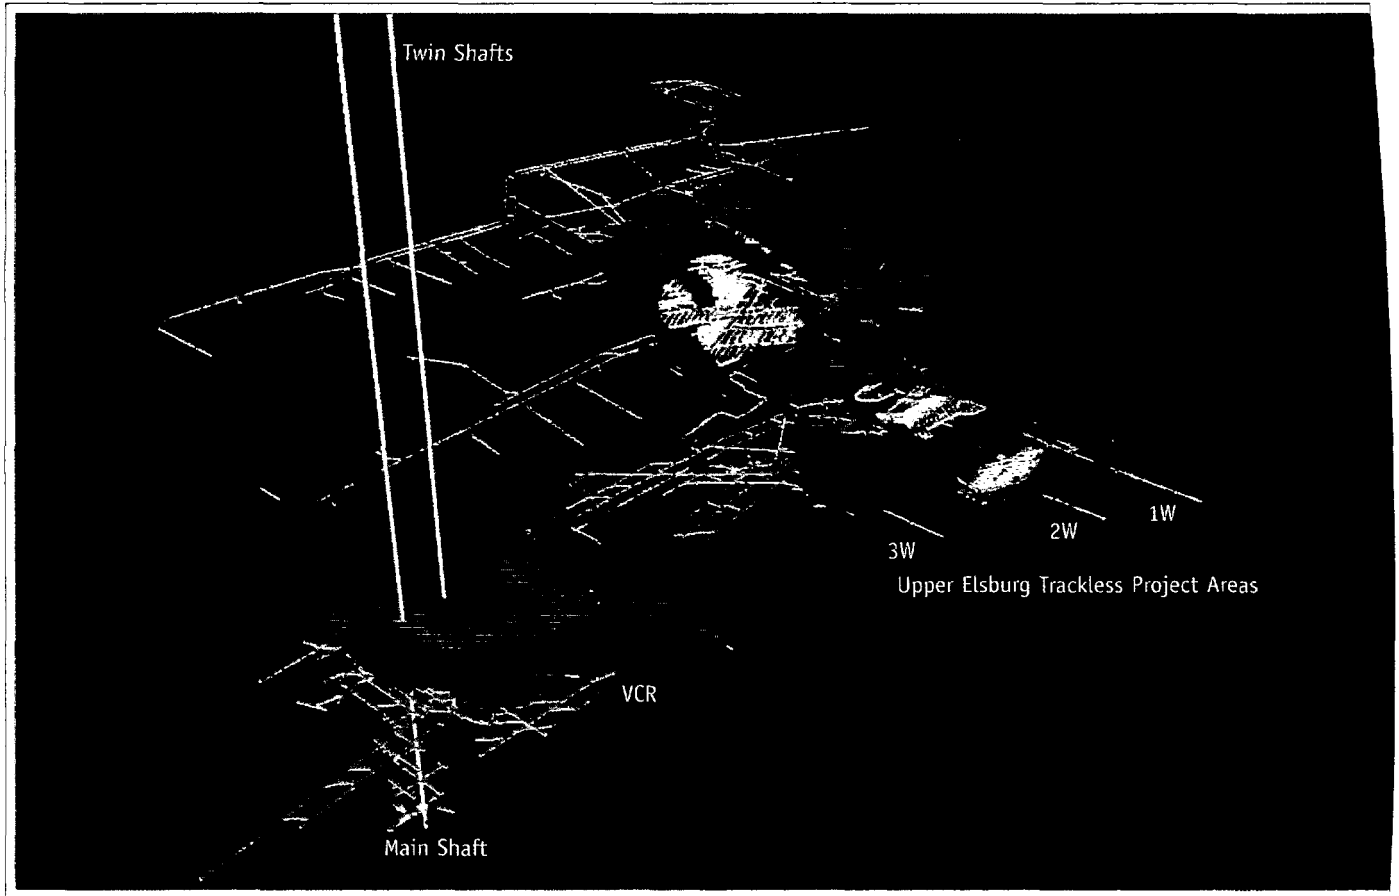 Twin Shafts
1W
2W
3W
Upper Elsburg Trackless Project Areas
VCR
Main Shaft